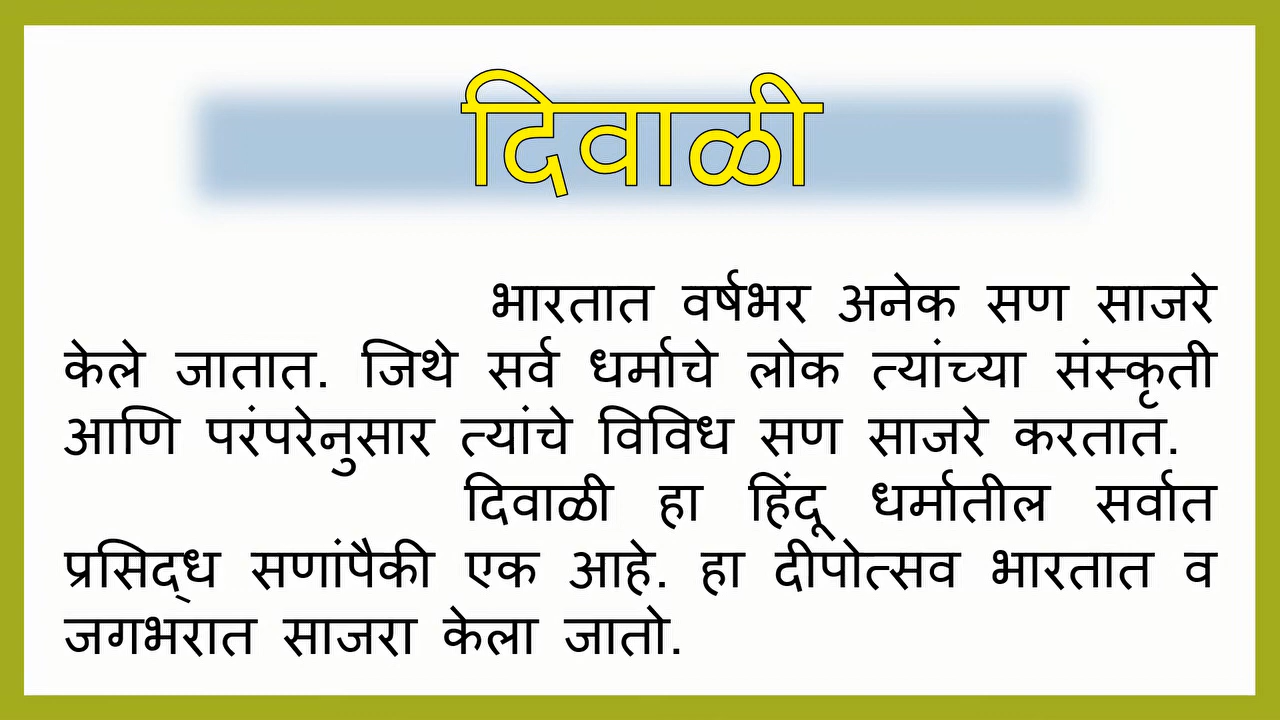 दिवाळी
भारतात वर्षभर अनेक सण साजरे
केले जातात. जिथे सर्व धर्माचे लोक त्यांच्या संस्कृती
आणि परंपरेनुसार त्यांचे विविध सण साजरे करतात.
दिवाळी हा हिंदू धर्मातील सर्वात
प्रसिद्‌ध सणांपैकी एक आहे. हा दीपोत्सव भारतात व
जगभरात साजरा केला जातो.